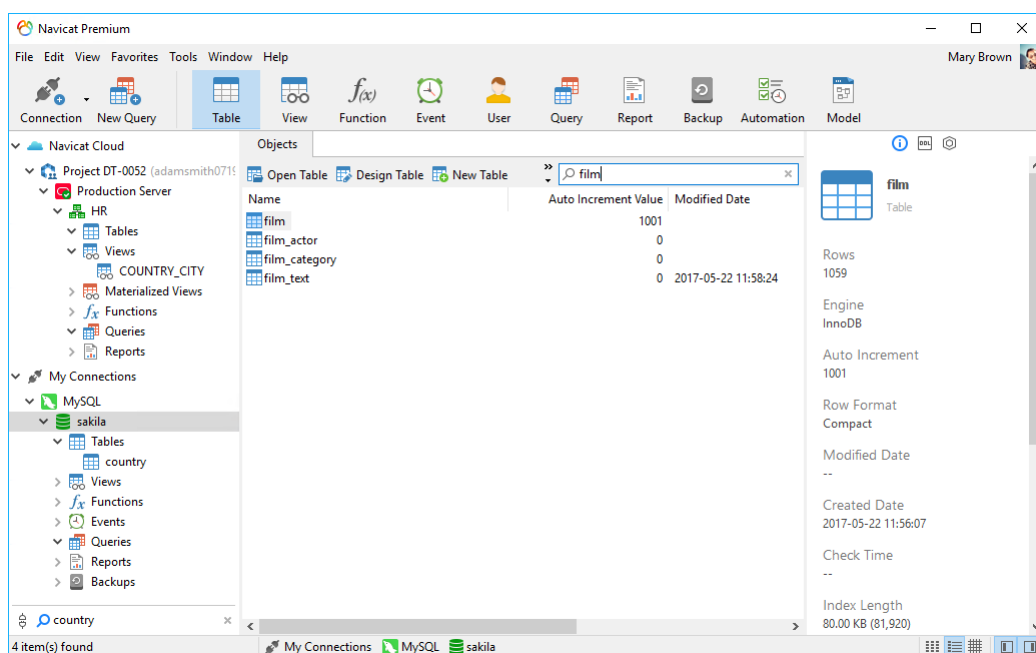 Navicat Premium
File Edit View Favorites Tools Window Help
Mary Brown
Connection New Query Table View Function Event User Query Report Backup Automation Model
f(x)
Navicat Cloud
Project DT-0052 (adamsmith0719
Production Server
HR
Tables
Views
COUNTRY_CITY
Materialized Views
fx Functions
Queries
Reports
My Connections
MySQL
sakila
Tables
country
Views
fx Functions
Events
Queries
Reports
Backups
country
4 item(s) found
Objects
Open Table Design Table New Table
film
Name Auto Increment Value Modified Date
film 1001
film_actor 0
film_category 0
film_text 0 2017-05-22 11:58:24
My Connections MySQL sakila
DDL
film
Table
Rows
1059
Engine
InnoDB
Auto Increment
1001
Row Format
Compact
Modified Date
--
Created Date
2017-05-22 11:56:07
Check Time
--
Index Length
80.00 KB (81,920)